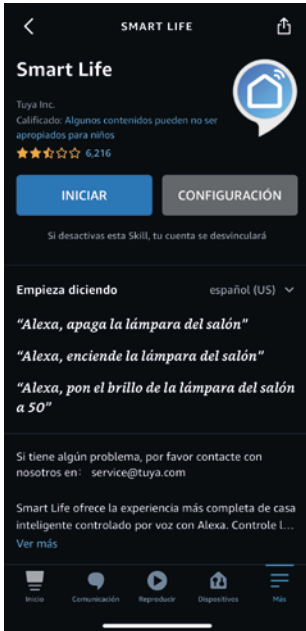 SMART LIFE
Smart Life
Tuya Inc.
Calificado: Algunos contenidos pueden no ser
apropiados para niños
6,216
INICIAR
CONFIGURACIÓN
Si desactivas esta Skill, tu cuenta se desvinculará
Empieza diciendo
español (US)
“Alexa, apaga la lámpara del salón”
“Alexa, enciende la lámpara del salón”
“Alexa, pon el brillo de la lámpara del salón
a 50”
Si tiene algún problema, por favor contacte con
nosotros en: service@tuya.com
Smart Life ofrece la experiencia más completa de casa
inteligente controlado por voz con Alexa. Controle l...
Ver más
Inicio
Comunicación
Reproducir
Dispositivos
Más